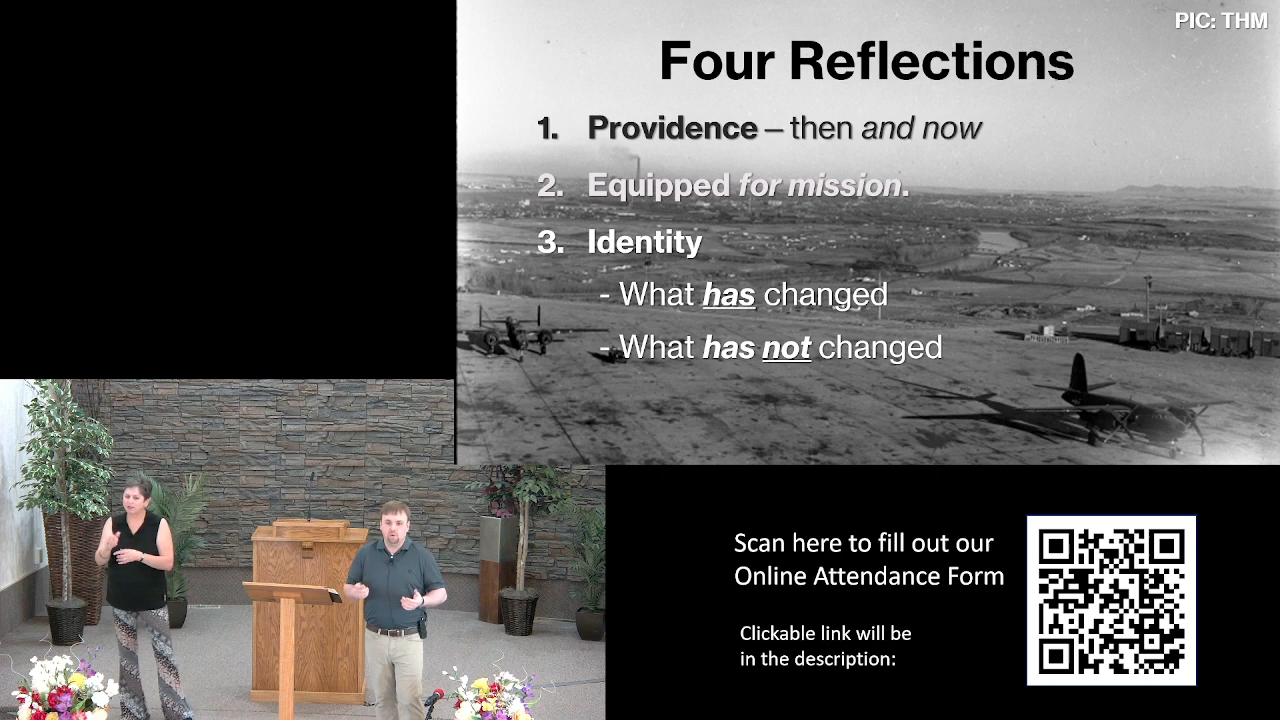 PIC: THM
Four Reflections
1. Providence – then and now
2. Equipped for mission.
3. Identity
- What has changed
- What has not changed
Scan here to fill out our
Online Attendance Form
Clickable link will be
in the description: